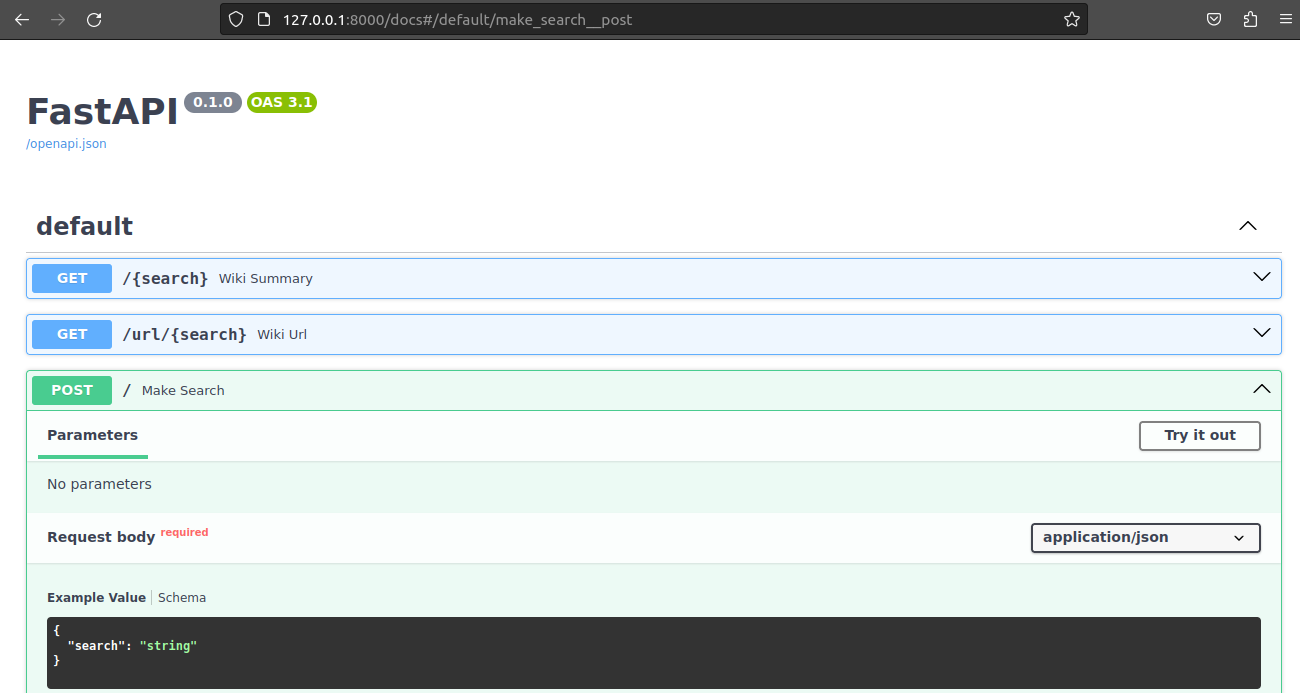 127.0.0.1:8000/docs#/default/make_search__post
FastAPI 0.1.0 OAS 3.1
/openapi.json
default
GET /{search} Wiki Summary
GET /url/{search} Wiki Url
POST / Make Search
Parameters Try it out
No parameters
Request body required application/json
Example Value Schema
{
"search": "string"
}